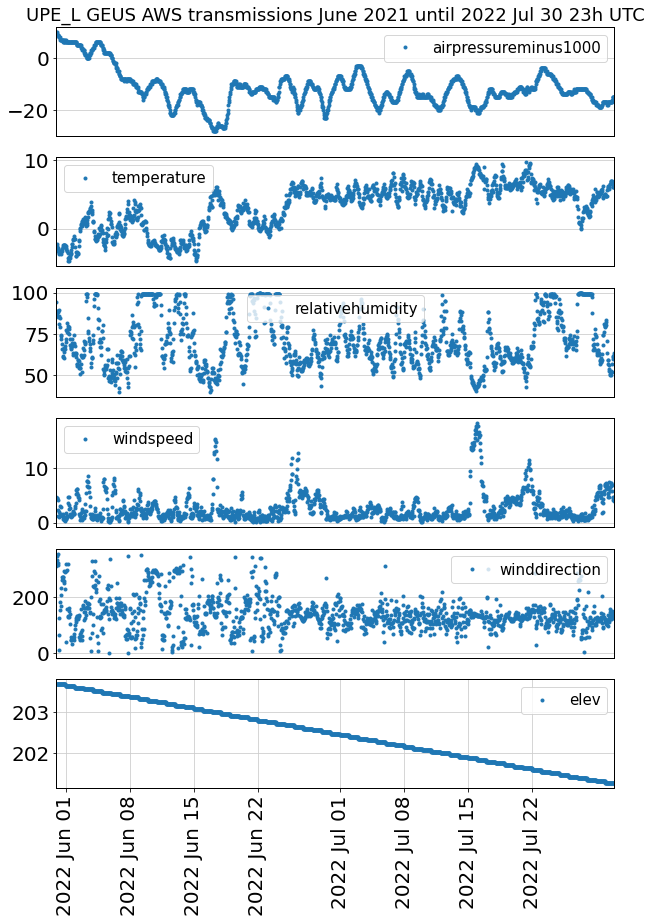 UPE_L GEUS AWS transmissions June 2021 until 2022 Jul 30 23h UTC
airpressureminus1000
0
−20
temperature
10
0
relativehumidity
100
75
50
windspeed
10
0
winddirection
200
0
elev
203
202
2022 Jun 01
2022 Jun 08
2022 Jun 15
2022 Jun 22
2022 Jul 01
2022 Jul 08
2022 Jul 15
2022 Jul 22